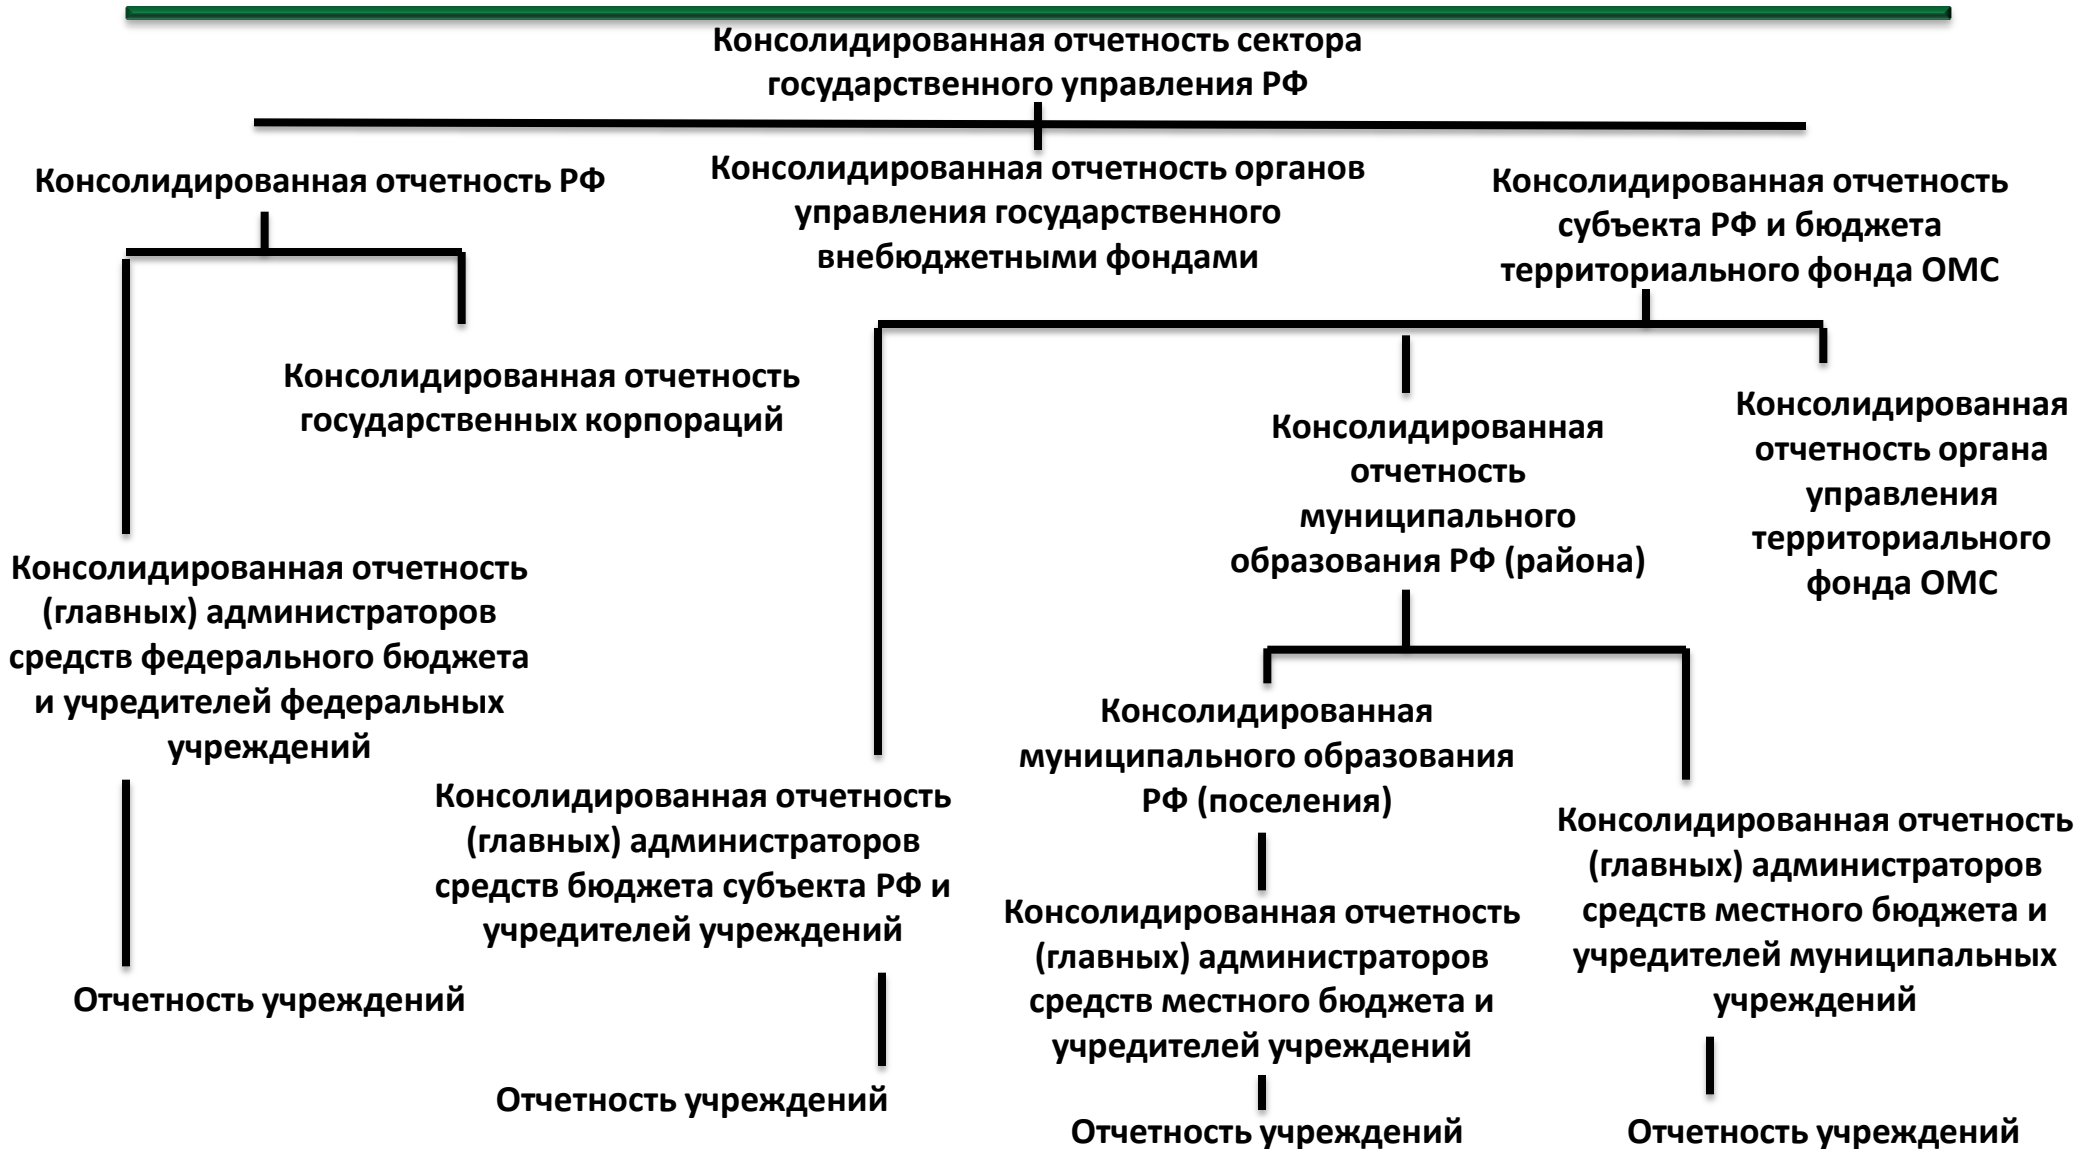 Консолидированная отчетность сектора
государственного управления РФ
Консолидированная отчетность РФ
Консолидированная отчетность органов
управления государственного
внебюджетными фондами
Консолидированная отчетность
субъекта РФ и бюджета
территориального фонда ОМС
Консолидированная отчетность
государственных корпораций
Консолидированная
отчетность
муниципального
образования РФ (района)
Консолидированная
отчетность органа
управления
территориального
фонда ОМС
Консолидированная отчетность
(главных) администраторов
средств федерального бюджета
и учредителей федеральных
учреждений
Консолидированная отчетность
(главных) администраторов
средств бюджета субъекта РФ и
учредителей учреждений
Консолидированная
муниципального образования
РФ (поселения)
Консолидированная отчетность
(главных) администраторов
средств местного бюджета и
учредителей муниципальных
учреждений
Консолидированная отчетность
(главных) администраторов
средств местного бюджета и
учредителей учреждений
Отчетность учреждений
Отчетность учреждений
Отчетность учреждений
Отчетность учреждений